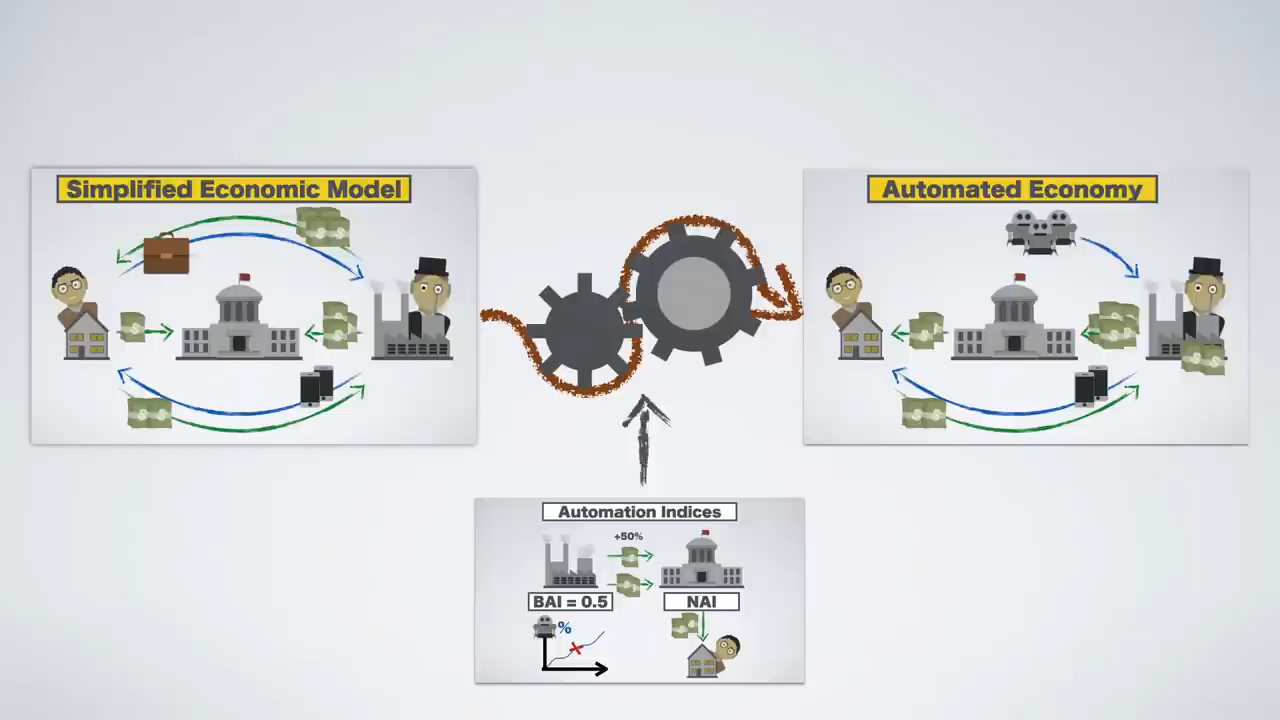 Simplified Economic Model
Automated Economy
Automation Indices
+50%
BAI = 0.5
NAI
%